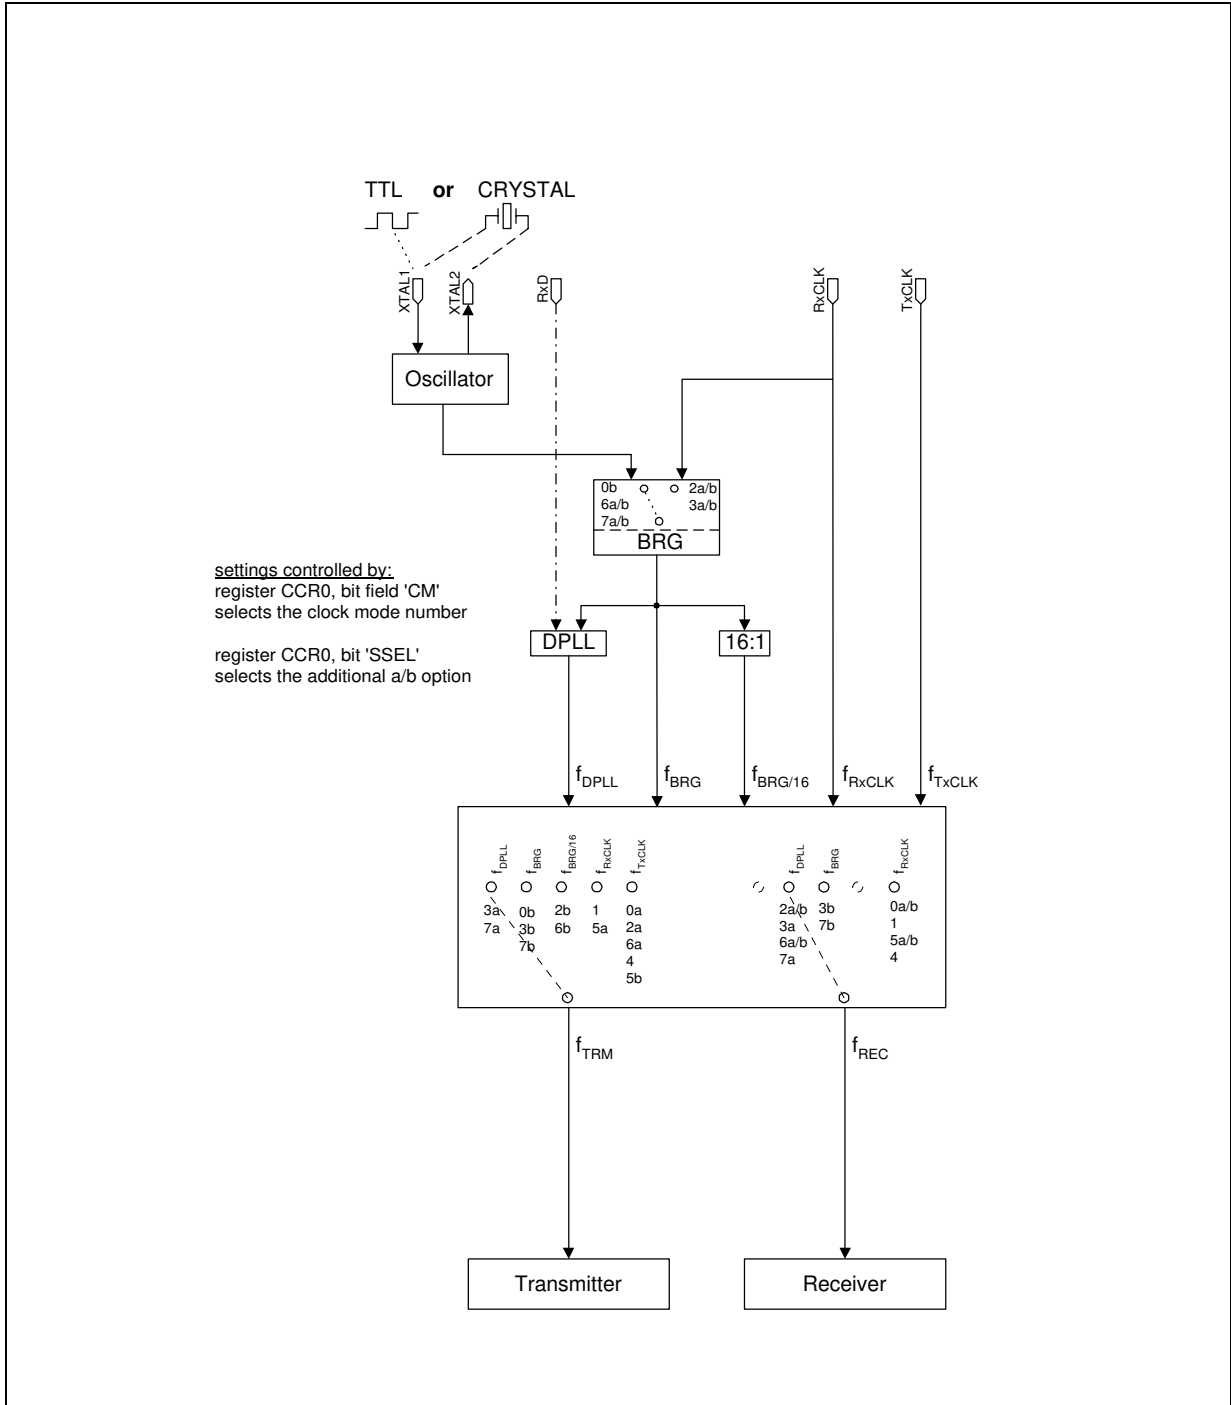 TTL or CRYSTAL
XTAL1
XTAL2
RxD
RxCLK
TxCLK
Oscillator
0b 2a/b
6a/b 3a/b
7a/b
BRG
settings controlled by:
register CCR0, bit field 'CM'
selects the clock mode number
register CCR0, bit 'SSEL'
selects the additional a/b option
DPLL
16:1
fDPLL fBRG fBRG/16 fRxCLK fTxCLK
fDPLL
fBRG
fBRG/16
fRxCLK
fTxCLK
fDPLL
fBRG
fRxCLK
3a 0b 2b 1 0a 2a/b 3b 0a/b
7a 3b 6b 5a 2a 3a 7b 1
7b 6a 6a/b 5a/b
4 7a 4
5b
fTRM
fREC
Transmitter
Receiver